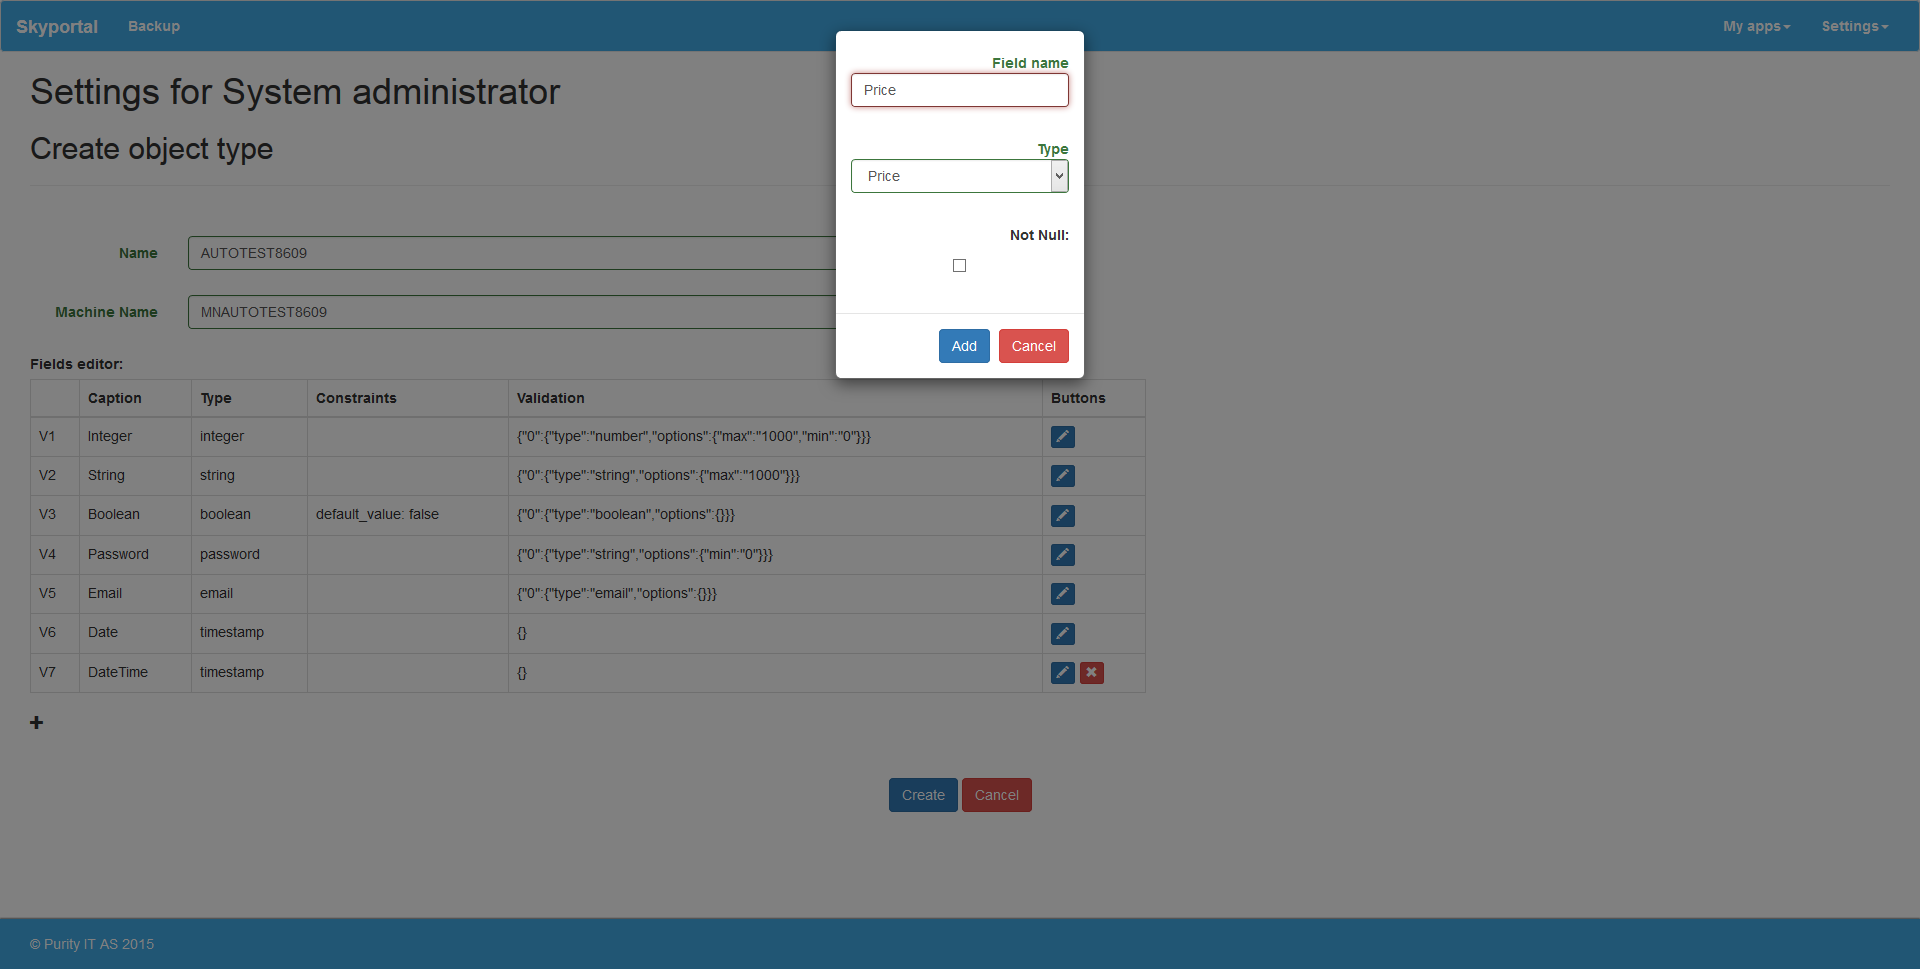 Skyportal Backup My apps Settings
Settings for System administrator
Create object type
Field name
Price
Type
Price
Not Null:
Add Cancel
Name AUTOTEST8609
Machine Name MNAUTOTEST8609
Fields editor:
Caption Type Constraints Validation Buttons
V1 Integer integer {"0":{"type":"number","options":{"max":"1000","min":"0"}}}
V2 String string {"0":{"type":"string","options":{"max":"1000"}}}
V3 Boolean boolean default_value: false {"0":{"type":"boolean","options":{}}}
V4 Password password {"0":{"type":"string","options":{"min":"0"}}}
V5 Email email {"0":{"type":"email","options":{}}}
V6 Date timestamp {}
V7 DateTime timestamp {}
Create Cancel
© Purity IT AS 2015